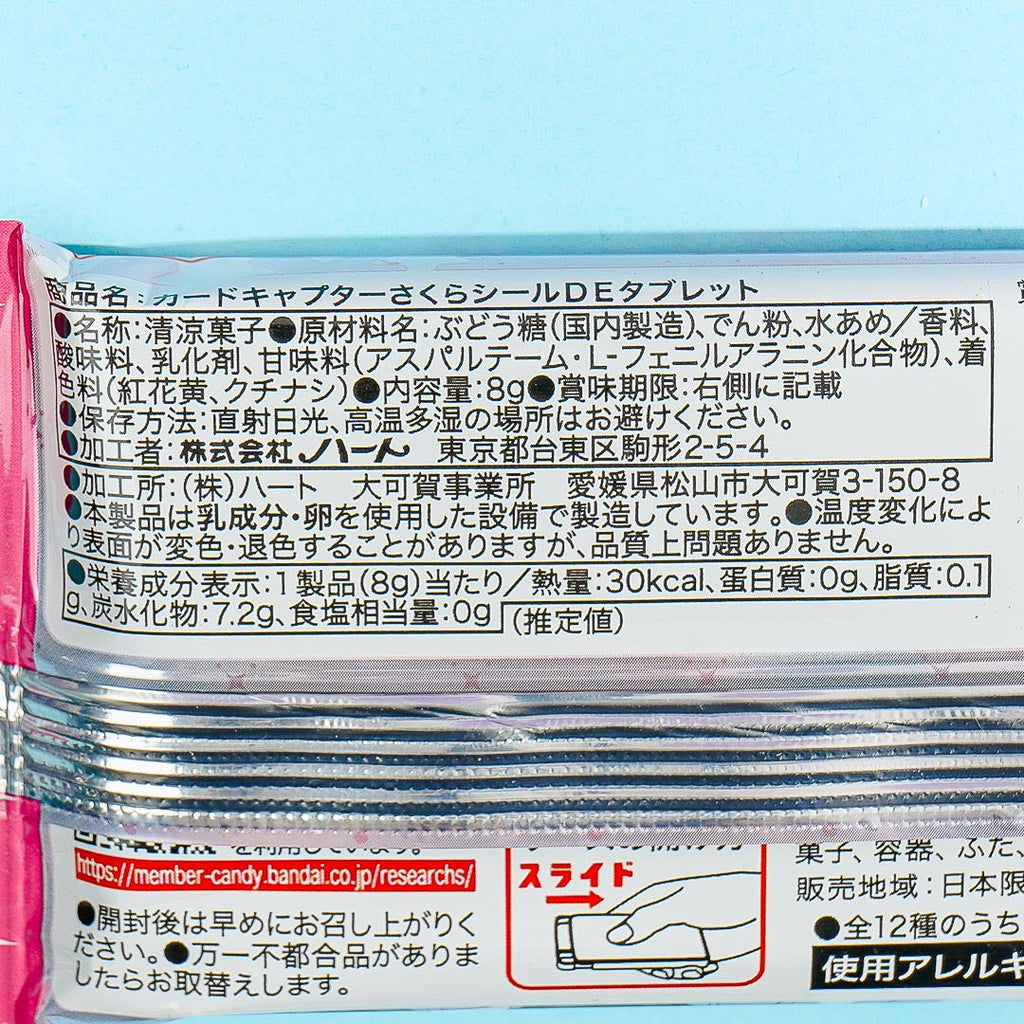 商品名：カードキャプターさくらシールDEタブレット
●名称：清涼菓子●原材料名：ぶどう糖（国内製造）、でん粉、水あめ／香料、
酸味料、乳化剤、甘味料（アスパルテーム・L-フェニルアラニン化合物）、着
色料（紅花黄、クチナシ）●内容量：8g●賞味期限：右側に記載
●保存方法：直射日光、高温多湿の場所はお避けください。
●加工者：株式会社ハート 東京都台東区駒形2-5-4
●加工所：（株）ハート 大可賀事業所 愛媛県松山市大可賀3-150-8
●本製品は乳成分・卵を使用した設備で製造しています。●温度変化によ
り表面が変色・退色することがありますが、品質上問題ありません。
●栄養成分表示：1製品（8g）当たり／熱量：30kcal、蛋白質：0g、脂質：0.1
g、炭水化物：7.2g、食塩相当量：0g（推定値）
https://member-candy.bandai.co.jp/researchs/
●開封後は早めにお召し上がりく
ださい。●万一不都合品がありま
したらお取替えします。
スライド
菓子、容器、ふた、
販売地域：日本限
●全12種のうち
使用アレルギ